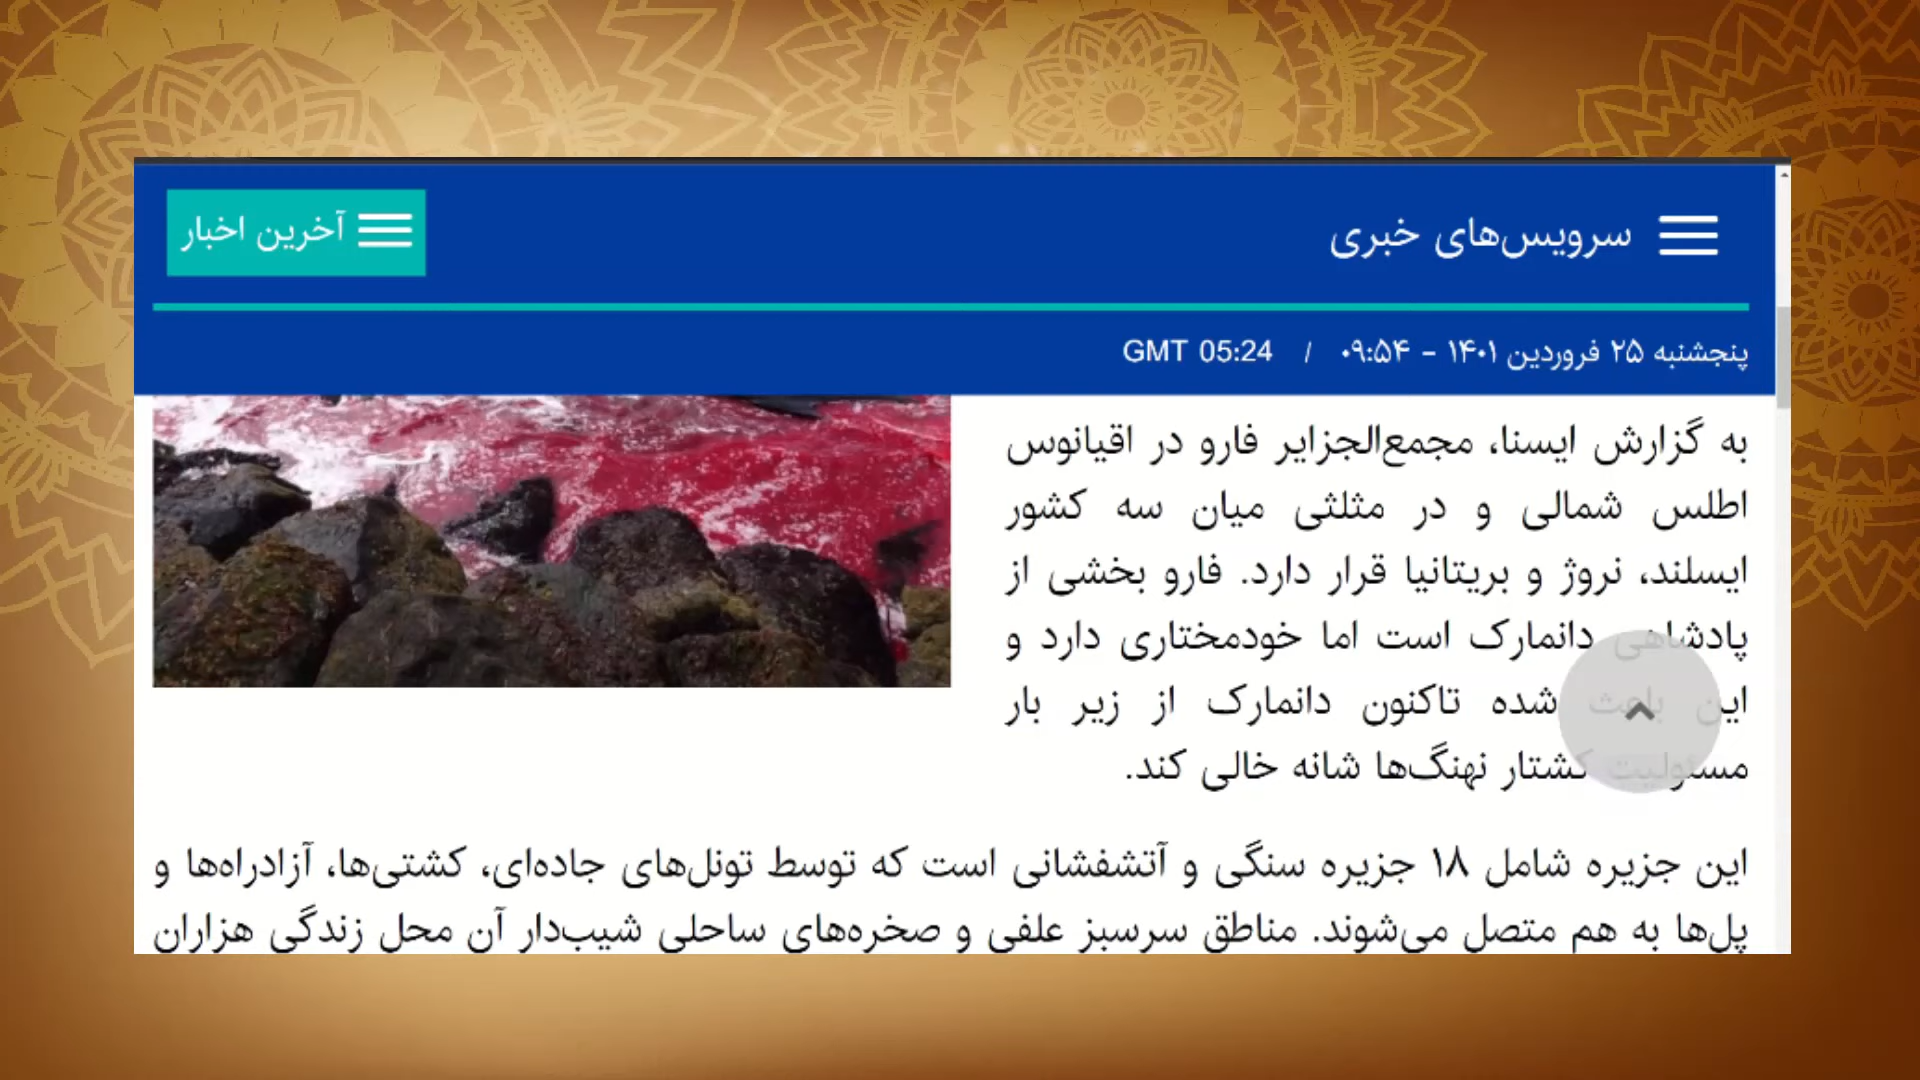 سرویس‌های خبری
آخرین اخبار
پنجشنبه ۲۵ فروردین ۱۴۰۱ - ۰۹:۵۴ / GMT 05:24
به گزارش ایسنا، مجمع‌الجزایر فارو در اقیانوس
اطلس شمالی و در مثلثی میان سه کشور
ایسلند، نروژ و بریتانیا قرار دارد. فارو بخشی از
پادشاهی دانمارک است اما خودمختاری دارد و
این باعث شده تاکنون دانمارک از زیر بار
مسئولیت کشتار نهنگ‌ها شانه خالی کند.
این جزیره شامل ۱۸ جزیره سنگی و آتشفشانی است که توسط تونل‌های جاده‌ای، کشتی‌ها، آزادراه‌ها و
پل‌ها به هم متصل می‌شوند. مناطق سرسبز علفی و صخره‌های ساحلی شیب‌دار آن محل زندگی هزاران